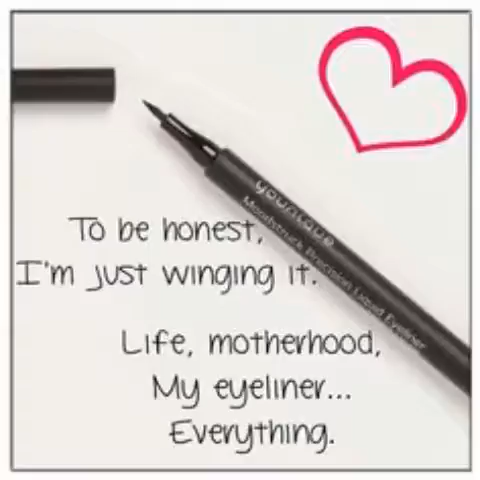 younique
Moodstruck Precision Liquid Eyeliner
To be honest,
I'm just winging it.
Life, motherhood,
My eyeliner...
Everything.